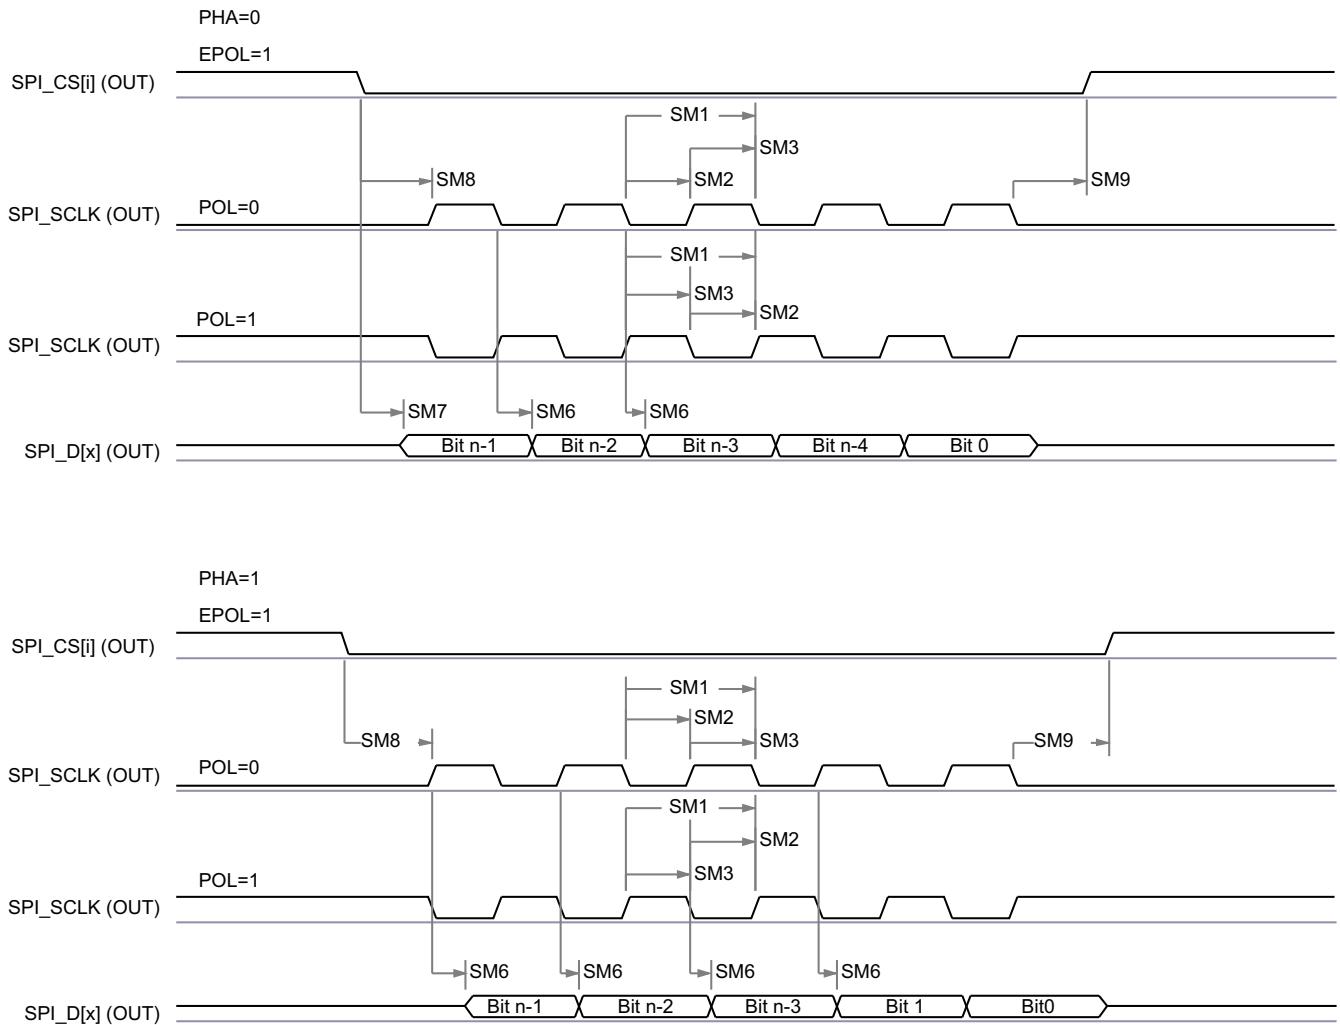 PHA=0
EPOL=1
SPI_CS[i] (OUT)
SM1
SM3
SM8
SM2
SM9
POL=0
SPI_SCLK (OUT)
SM1
SM3
SM2
POL=1
SPI_SCLK (OUT)
SM7
SM6
SM6
SPI_D[x] (OUT)
Bit n-1
Bit n-2
Bit n-3
Bit n-4
Bit 0
PHA=1
EPOL=1
SPI_CS[i] (OUT)
SM1
SM2
SM8
SM3
SM9
POL=0
SPI_SCLK (OUT)
SM1
SM2
SM3
POL=1
SPI_SCLK (OUT)
SM6
SM6
SM6
SM6
SPI_D[x] (OUT)
Bit n-1
Bit n-2
Bit n-3
Bit 1
Bit0